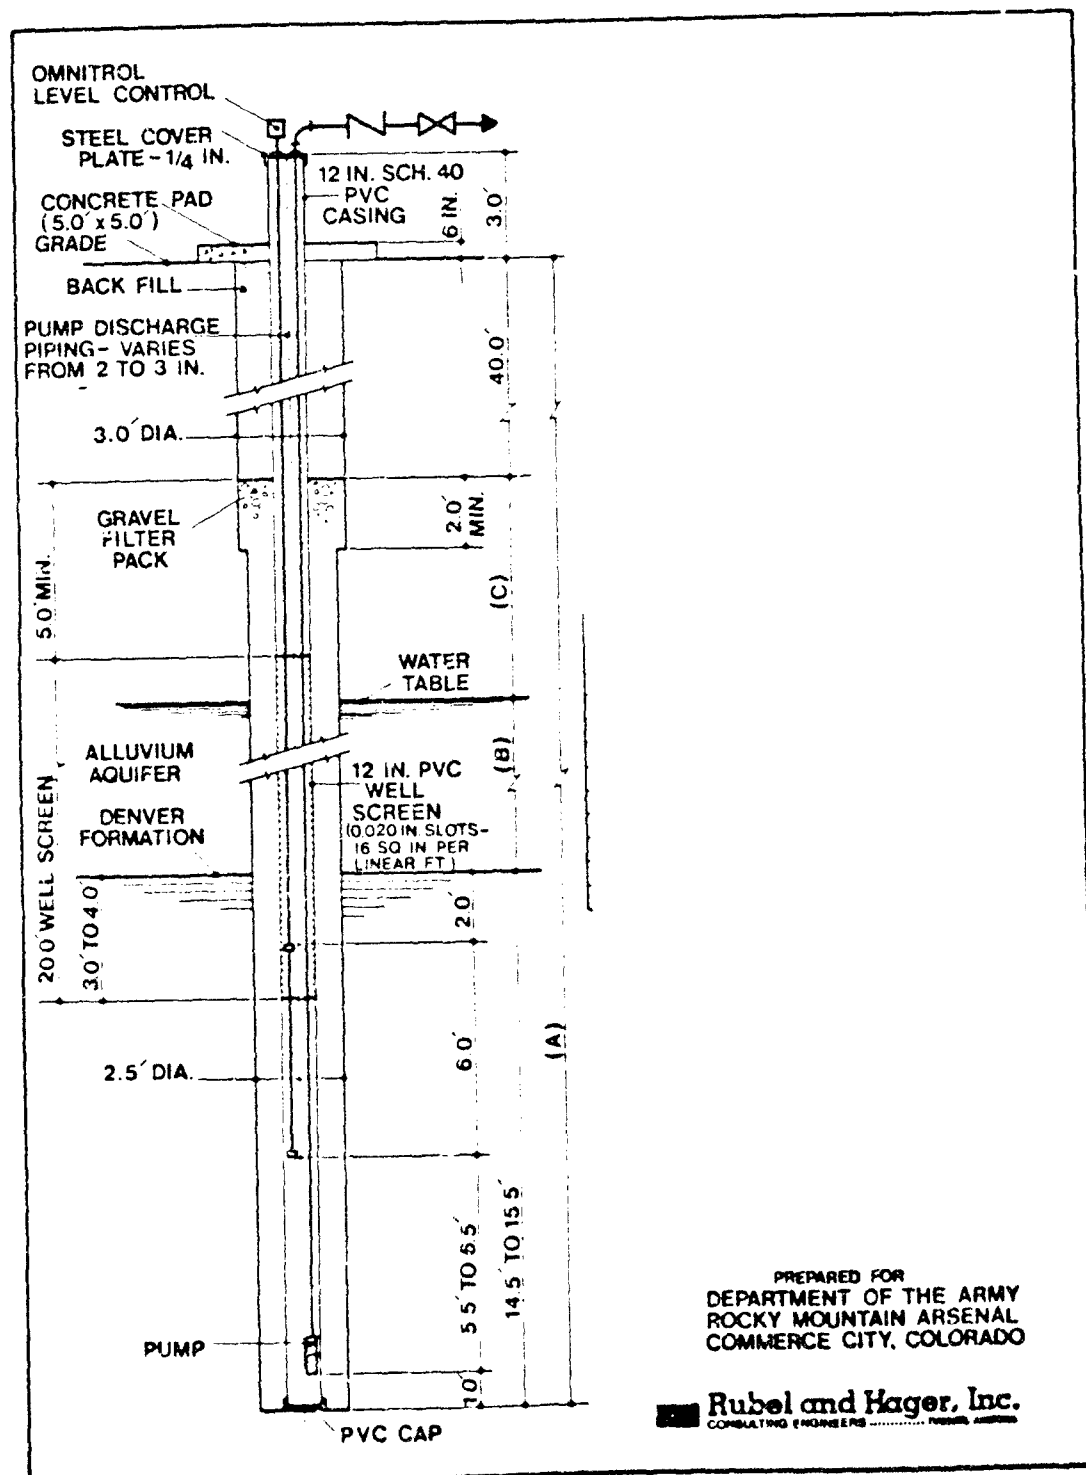 OMNITROL
LEVEL CONTROL
STEEL COVER
PLATE - 1/4 IN.
12 IN. SCH. 40
PVC
CASING
CONCRETE PAD
(5.0' x 5.0')
GRADE
6 IN.
3.0'
BACK FILL
PUMP DISCHARGE
PIPING - VARIES
FROM 2 TO 3 IN.
40.0'
3.0' DIA.
GRAVEL
FILTER
PACK
2.0'
MIN.
5.0' MIN.
(C)
WATER
TABLE
ALLUVIUM
AQUIFER
(B)
12 IN. PVC
WELL
SCREEN
(0.020 IN. SLOTS-
16 SQ IN PER
LINEAR FT.)
DENVER
FORMATION
20.0' WELL SCREEN
3.0' TO 4.0'
2.0'
6.0'
(A)
2.5' DIA.
5.5' TO 6.5'
14.5' TO 15.5'
PUMP
1.0'
PVC CAP
PREPARED FOR
DEPARTMENT OF THE ARMY
ROCKY MOUNTAIN ARSENAL
COMMERCE CITY, COLORADO
Rubel and Hager, Inc.
CONSULTING ENGINEERS